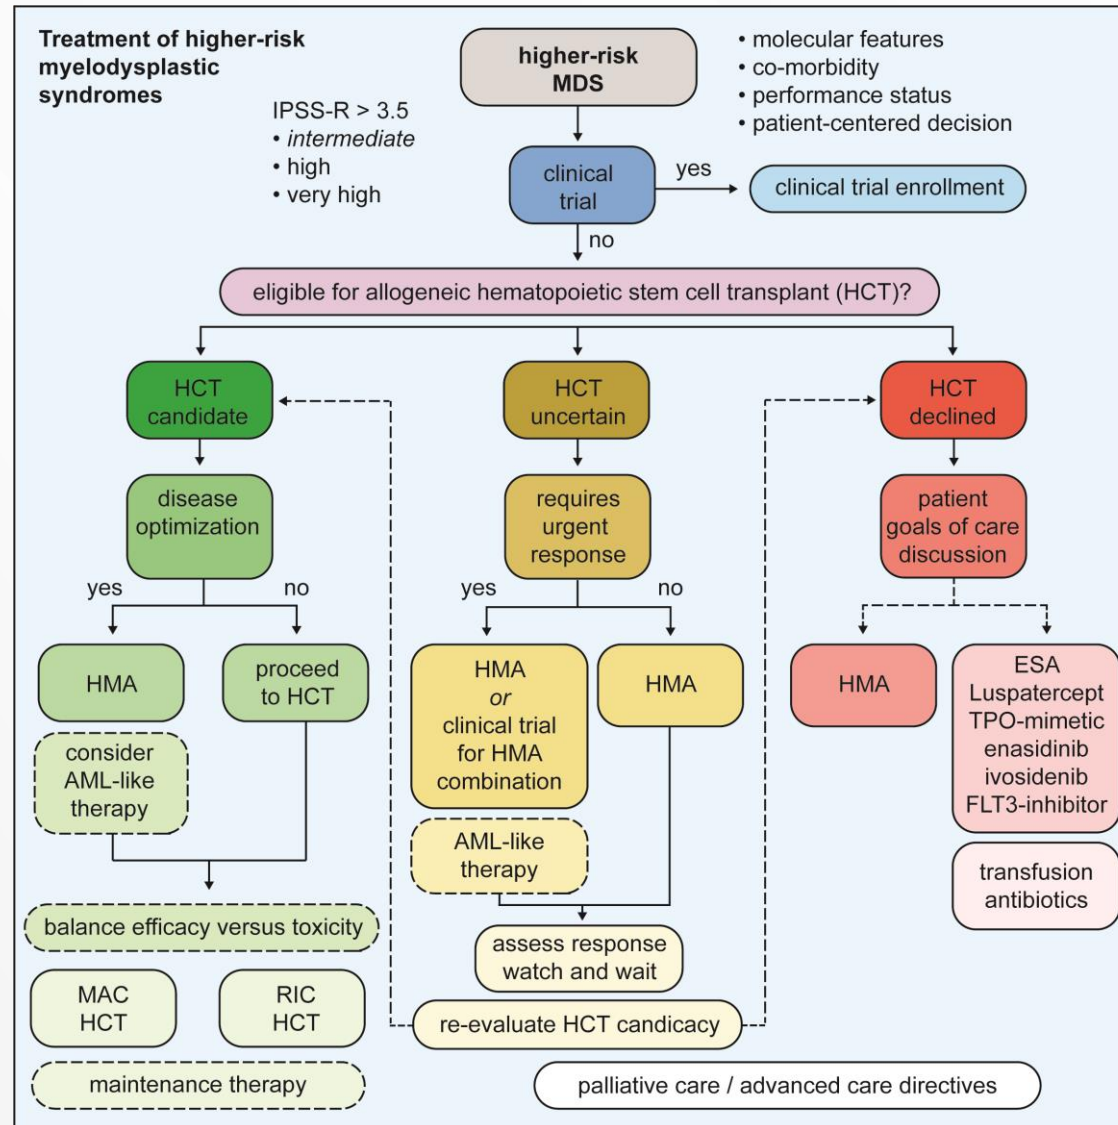 Treatment of higher-risk
myelodysplastic
syndromes
higher-risk
MDS
• molecular features
• co-morbidity
• performance status
• patient-centered decision
IPSS-R > 3.5
• intermediate
• high
• very high
clinical
trial
yes
clinical trial enrollment
no
eligible for allogeneic hematopoietic stem cell transplant (HCT)?
HCT
candidate
HCT
uncertain
HCT
declined
disease
optimization
requires
urgent
response
patient
goals of care
discussion
yes
no
yes
no
HMA
proceed
to HCT
HMA
or
clinical trial
for HMA
combination
HMA
HMA
ESA
Luspatercept
TPO-mimetic
enasidinib
ivosidenib
FLT3-inhibitor
consider
AML-like
therapy
AML-like
therapy
transfusion
antibiotics
balance efficacy versus toxicity
assess response
watch and wait
MAC
HCT
RIC
HCT
re-evaluate HCT candicacy
maintenance therapy
palliative care / advanced care directives